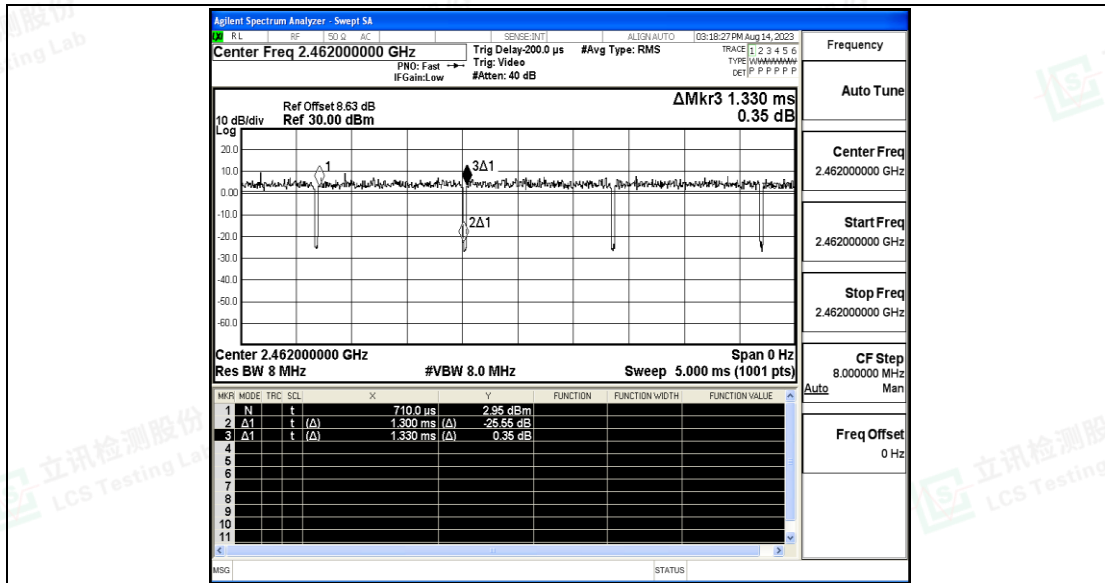 Agilent Spectrum Analyzer - Swept SA
RL RF 50 Ω AC SENSE:INT ALIGN AUTO 03:18:27 PM Aug 14, 2023
Center Freq 2.462000000 GHz
PNO: Fast
IFGain:Low
Trig Delay-200.0 µs
Trig: Video
#Atten: 40 dB
#Avg Type: RMS
TRACE 1 2 3 4 5 6
TYPE
DET P P P P P P
Frequency
Auto Tune
Center Freq
2.462000000 GHz
Start Freq
2.462000000 GHz
Stop Freq
2.462000000 GHz
CF Step
8.000000 MHz
Auto Man
Freq Offset
0 Hz
ΔMkr3 1.330 ms
0.35 dB
Ref Offset 8.63 dB
10 dB/div Ref 30.00 dBm
Log
20.0
10.0
0.00
-10.0
-20.0
-30.0
-40.0
-50.0
-60.0
1
3Δ1
2Δ1
Center 2.462000000 GHz Span 0 Hz
Res BW 8 MHz #VBW 8.0 MHz Sweep 5.000 ms (1001 pts)
MKR MODE TRC SCL X Y FUNCTION FUNCTION WIDTH FUNCTION VALUE
1 N t 710.0 µs 2.95 dBm
2 Δ1 t (Δ) 1.300 ms (Δ) -25.55 dB
3 Δ1 t (Δ) 1.330 ms (Δ) 0.35 dB
4
5
6
7
8
9
10
11
MSG STATUS
立讯检测股份
LCS Testing Lab
立讯检测股
LCS Testing